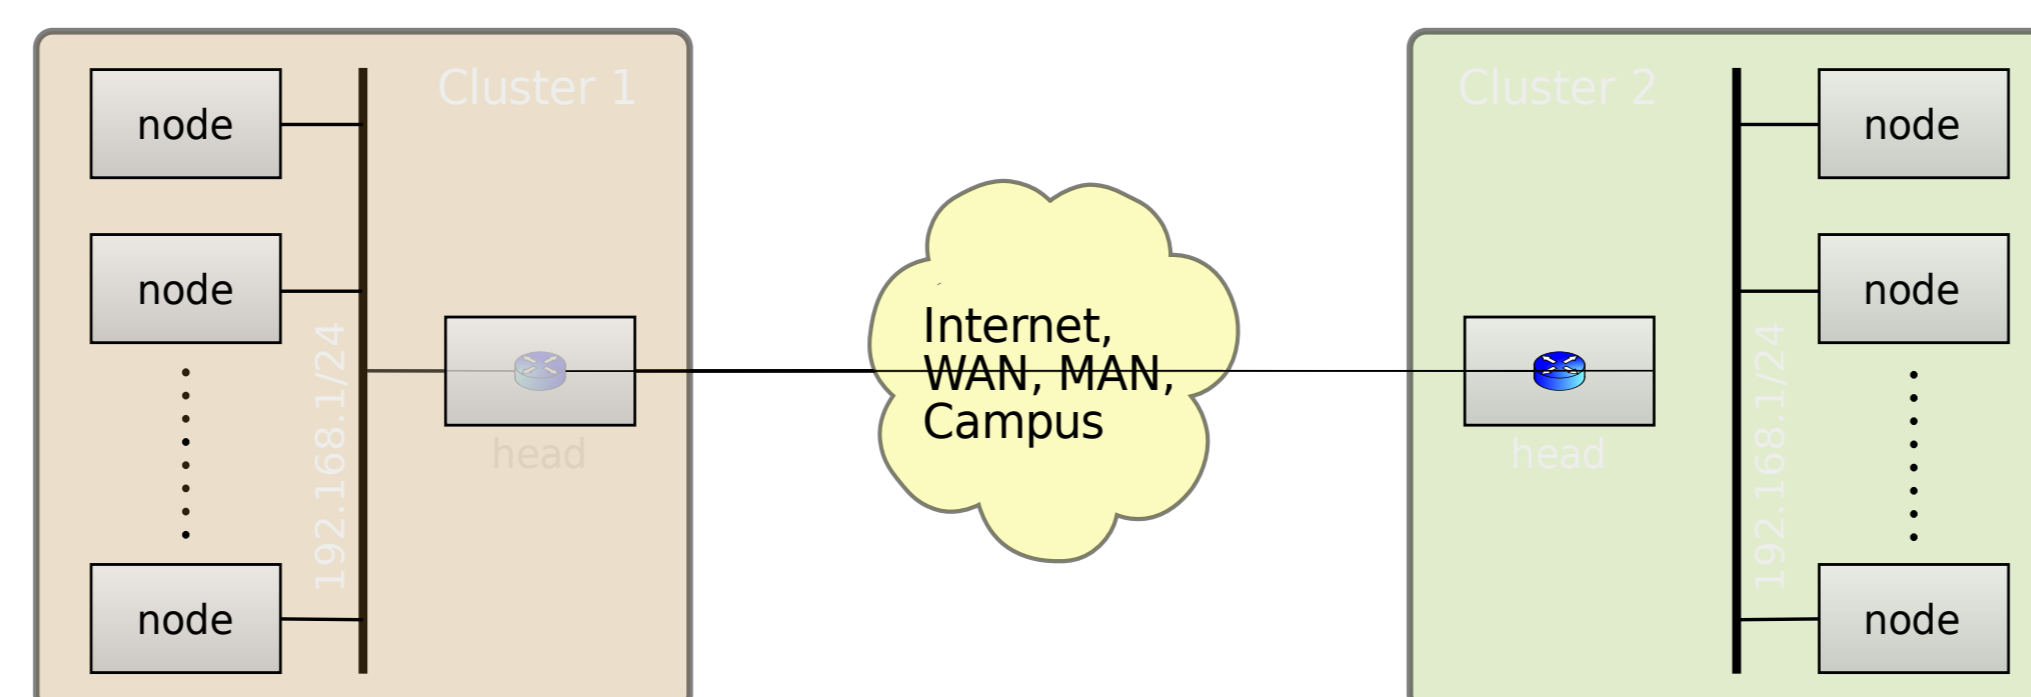 Cluster 1
node
node
node
192.168.1/24
head
Internet,
WAN, MAN,
Campus
Cluster 2
head
192.168.1/24
node
node
node